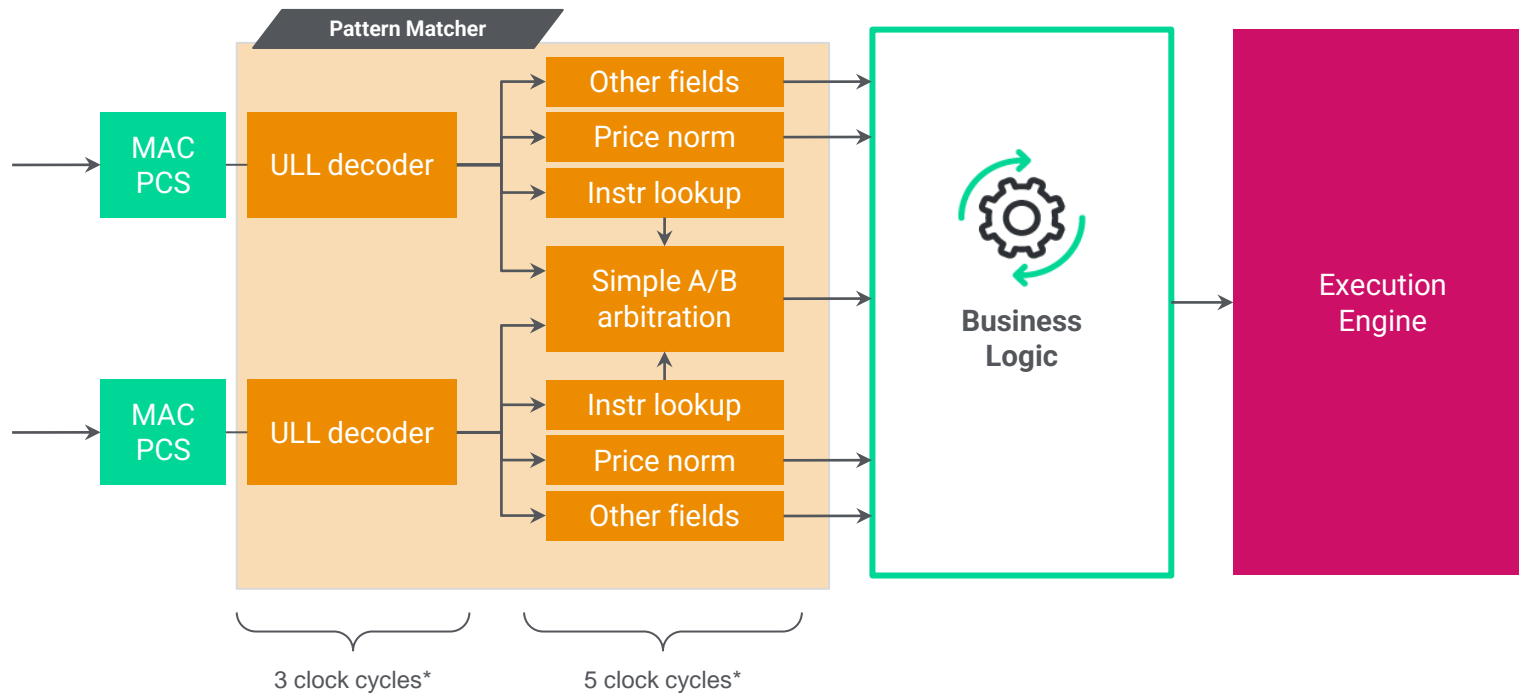 Pattern Matcher
MAC
PCS
ULL decoder
Other fields
Price norm
Instr lookup
Simple A/B
arbitration
MAC
PCS
ULL decoder
Instr lookup
Price norm
Other fields
Business
Logic
Execution
Engine
3 clock cycles*
5 clock cycles*